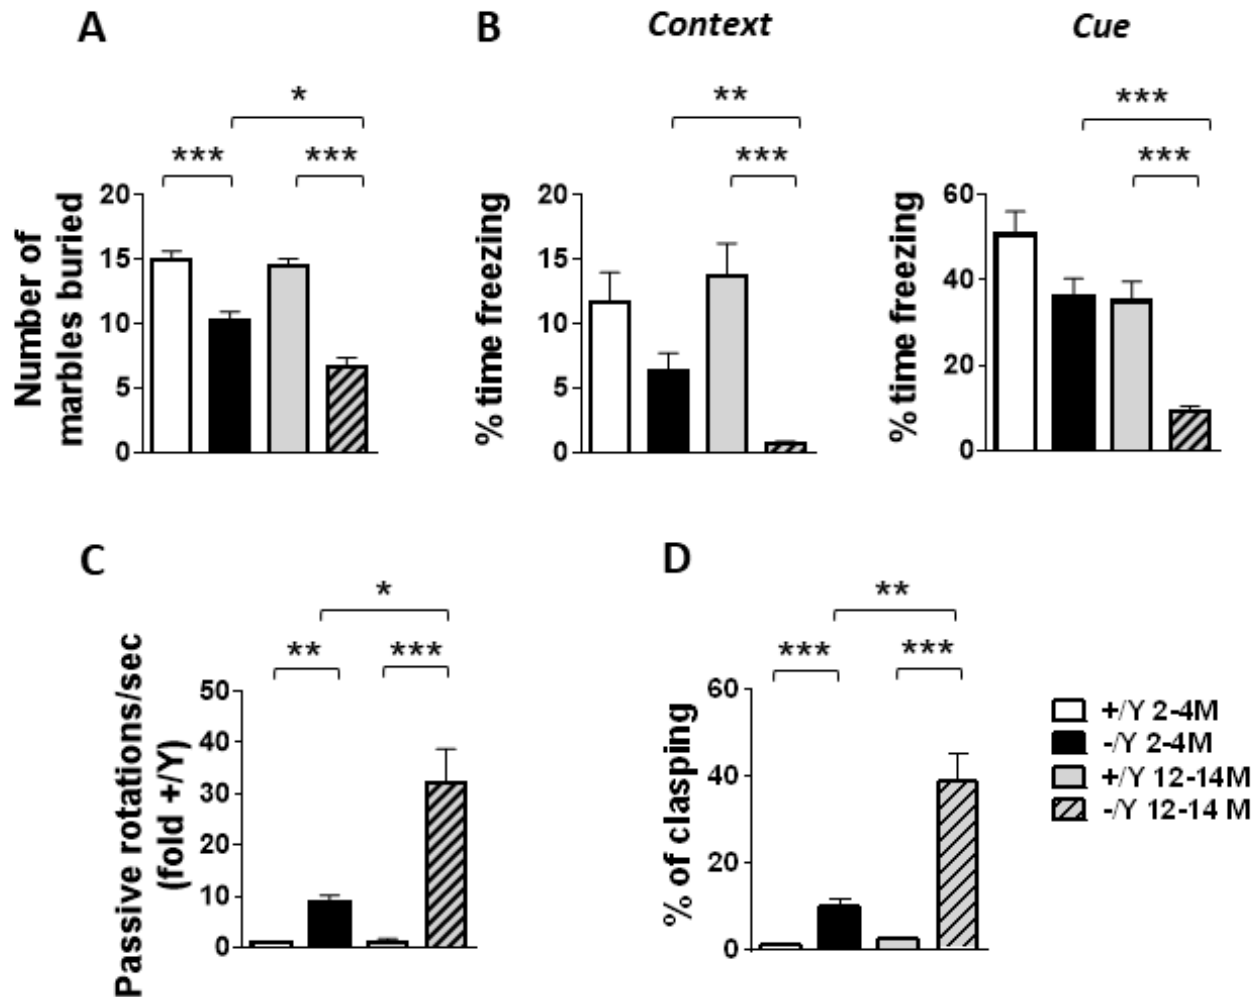 A
B
Context
Cue
*
***
***
Number of
marbles buried
20
15
10
5
0
**
***
% time freezing
20
15
10
5
0
***
***
% time freezing
60
40
20
0
C
D
*
**
***
Passive rotations/sec
(fold +/Y)
50
40
30
20
10
0
**
***
***
% of clasping
60
40
20
0
+/Y 2-4M
-/Y 2-4M
+/Y 12-14M
-/Y 12-14 M